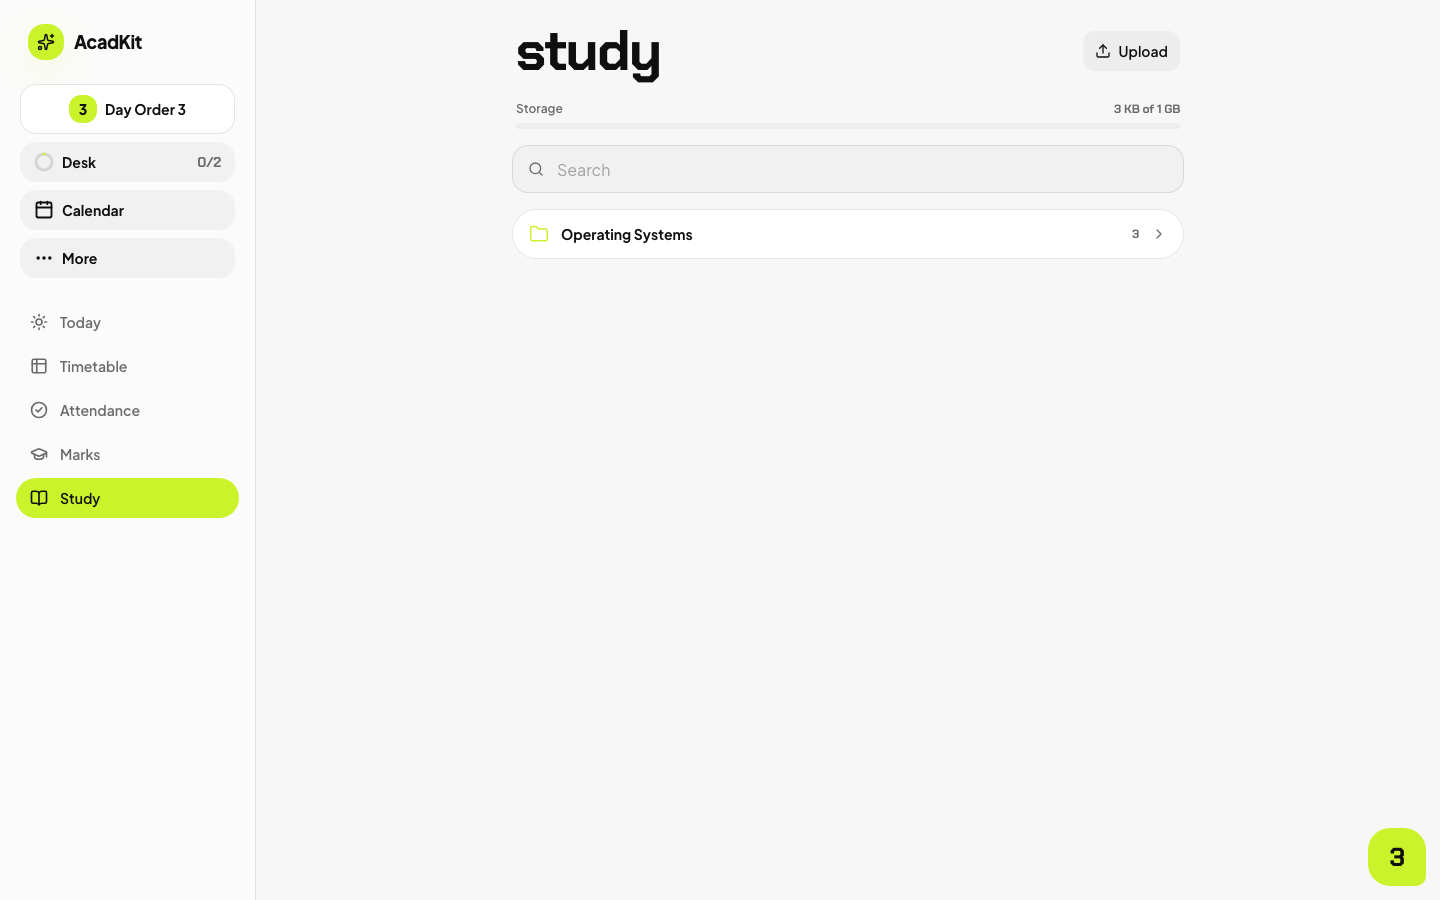 AcadKit
3 Day Order 3
Desk 0/2
Calendar
More
Today
Timetable
Attendance
Marks
Study
study
Upload
Storage 3 KB of 1 GB
Search
Operating Systems 3
3